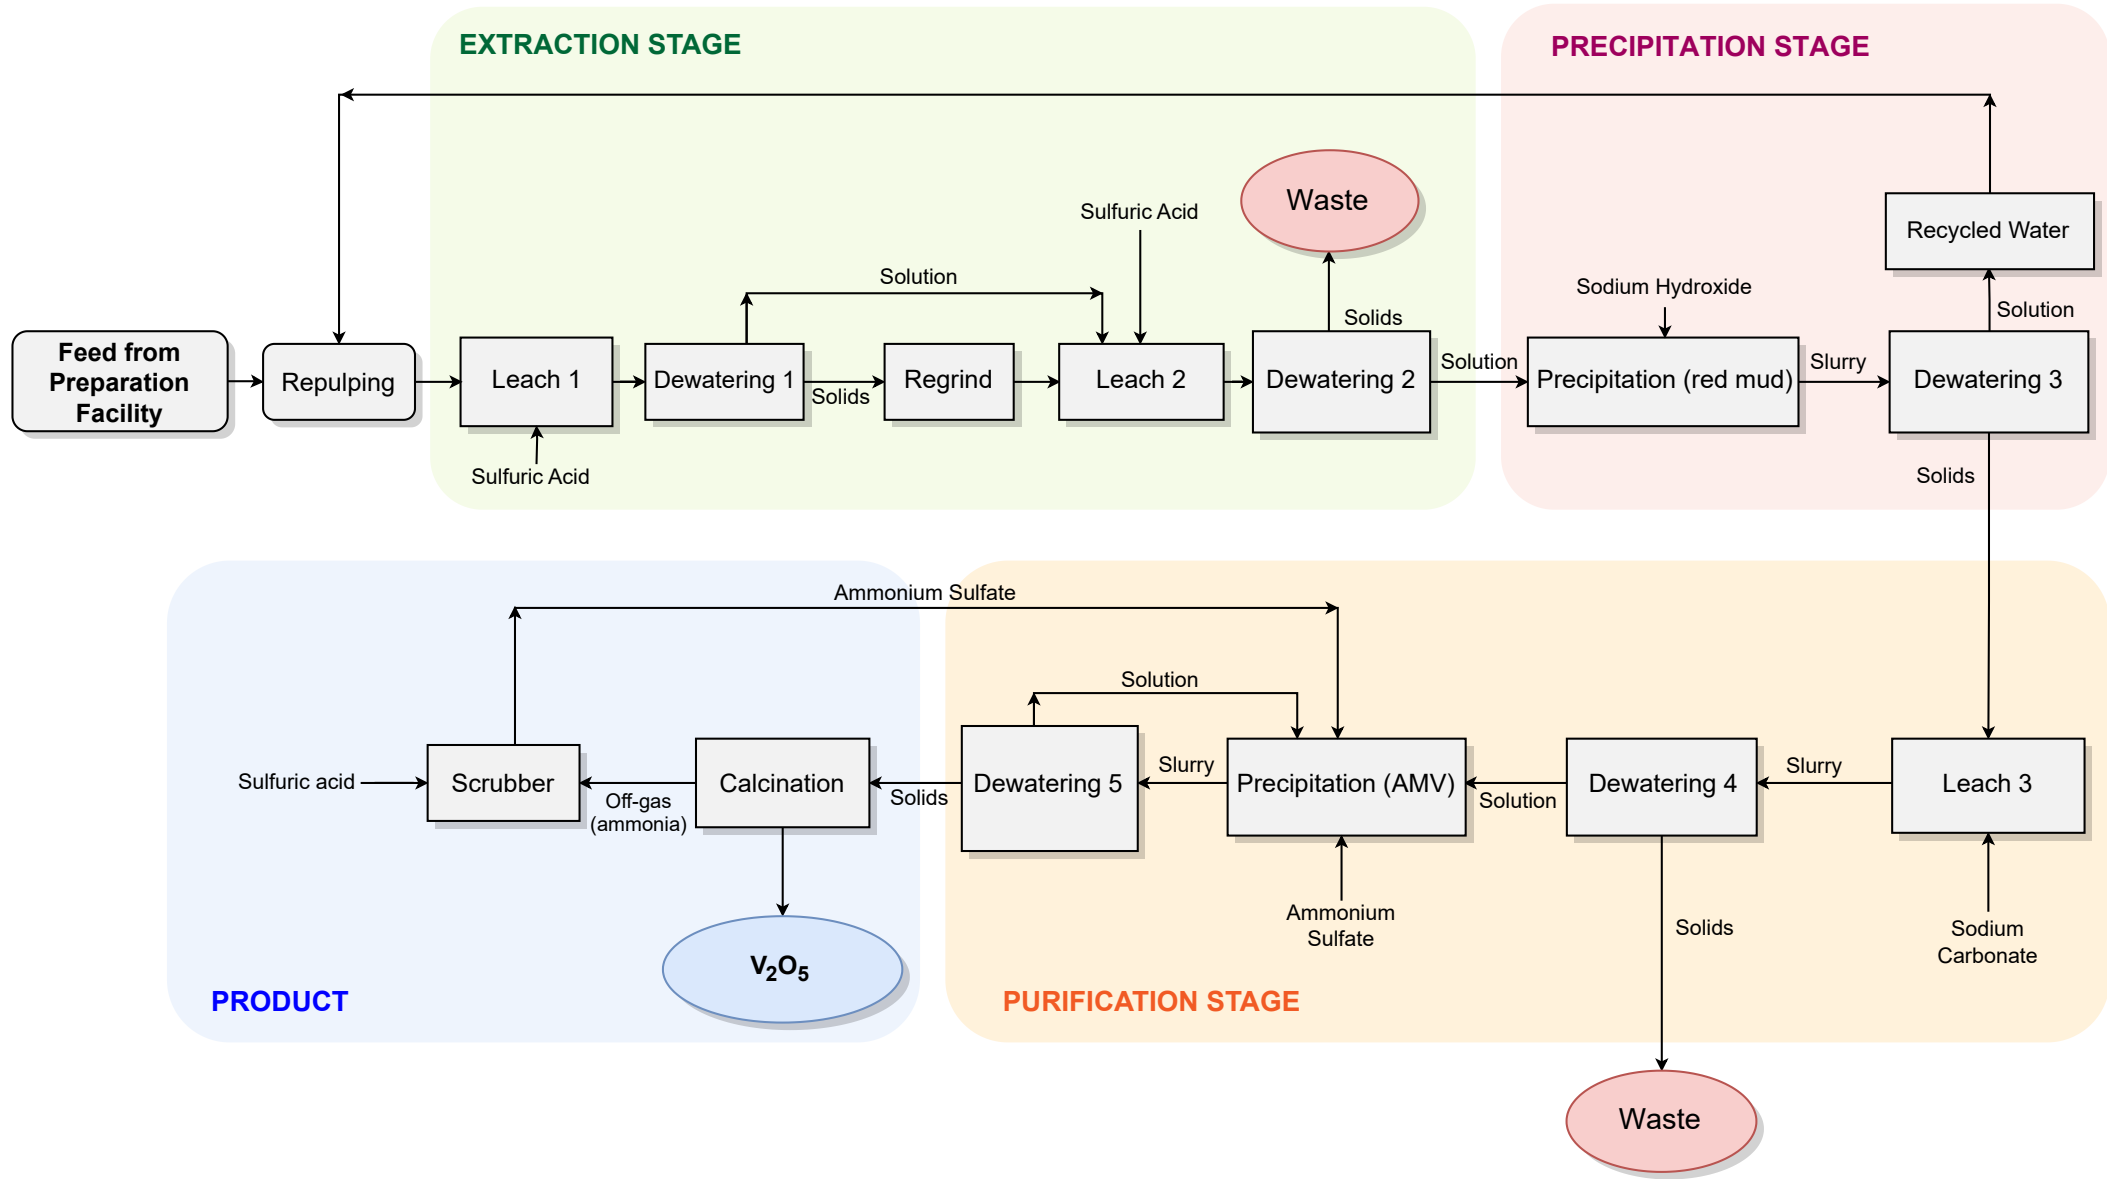 EXTRACTION STAGE
PRECIPITATION STAGE
Waste
Sulfuric Acid
Recycled Water
Solution
Sodium Hydroxide
Solids
Solution
Feed from
Preparation
Facility
Repulping
Leach 1
Dewatering 1
Solids
Regrind
Leach 2
Dewatering 2
Solution
Precipitation (red mud)
Slurry
Dewatering 3
Sulfuric Acid
Solids
Ammonium Sulfate
Solution
Sulfuric acid
Scrubber
Off-gas
(ammonia)
Calcination
Solids
Dewatering 5
Slurry
Precipitation (AMV)
Solution
Dewatering 4
Slurry
Leach 3
Ammonium
Sulfate
Solids
Sodium
Carbonate
V₂O₅
PRODUCT
PURIFICATION STAGE
Waste